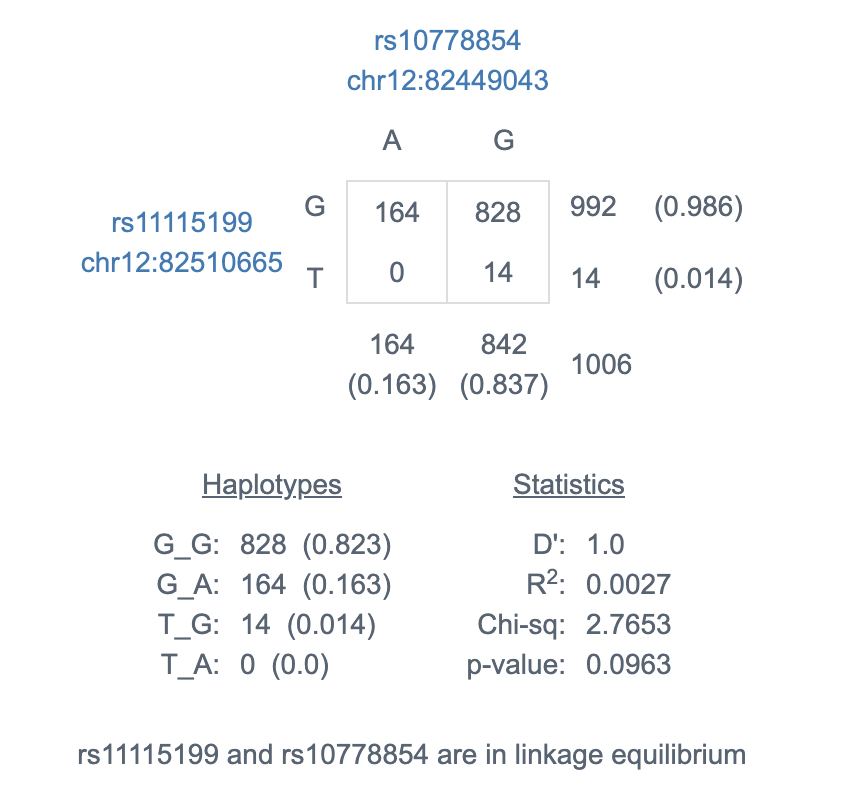 rs10778854
chr12:82449043
A G
G 164 828 992 (0.986)
rs11115199
chr12:82510665
T 0 14 14 (0.014)
164 842
(0.163) (0.837)
1006
Haplotypes Statistics
G_G: 828 (0.823) D': 1.0
G_A: 164 (0.163) R²: 0.0027
T_G: 14 (0.014) Chi-sq: 2.7653
T_A: 0 (0.0) p-value: 0.0963
rs11115199 and rs10778854 are in linkage equilibrium